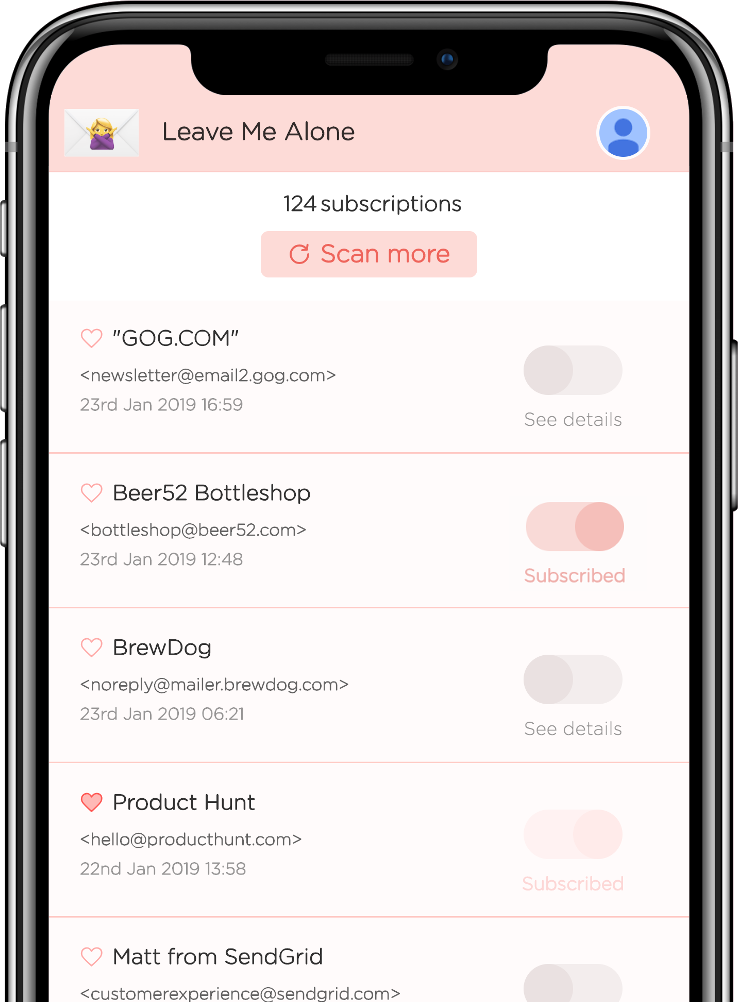 Leave Me Alone
124 subscriptions
Scan more
"GOG.COM"
<newsletter@email2.gog.com>
23rd Jan 2019 16:59
See details
Beer52 Bottleshop
<bottleshop@beer52.com>
23rd Jan 2019 12:48
Subscribed
BrewDog
<noreply@mailer.brewdog.com>
23rd Jan 2019 06:21
See details
Product Hunt
<hello@producthunt.com>
22nd Jan 2019 13:58
Subscribed
Matt from SendGrid
<customerexperience@sendgrid.com>